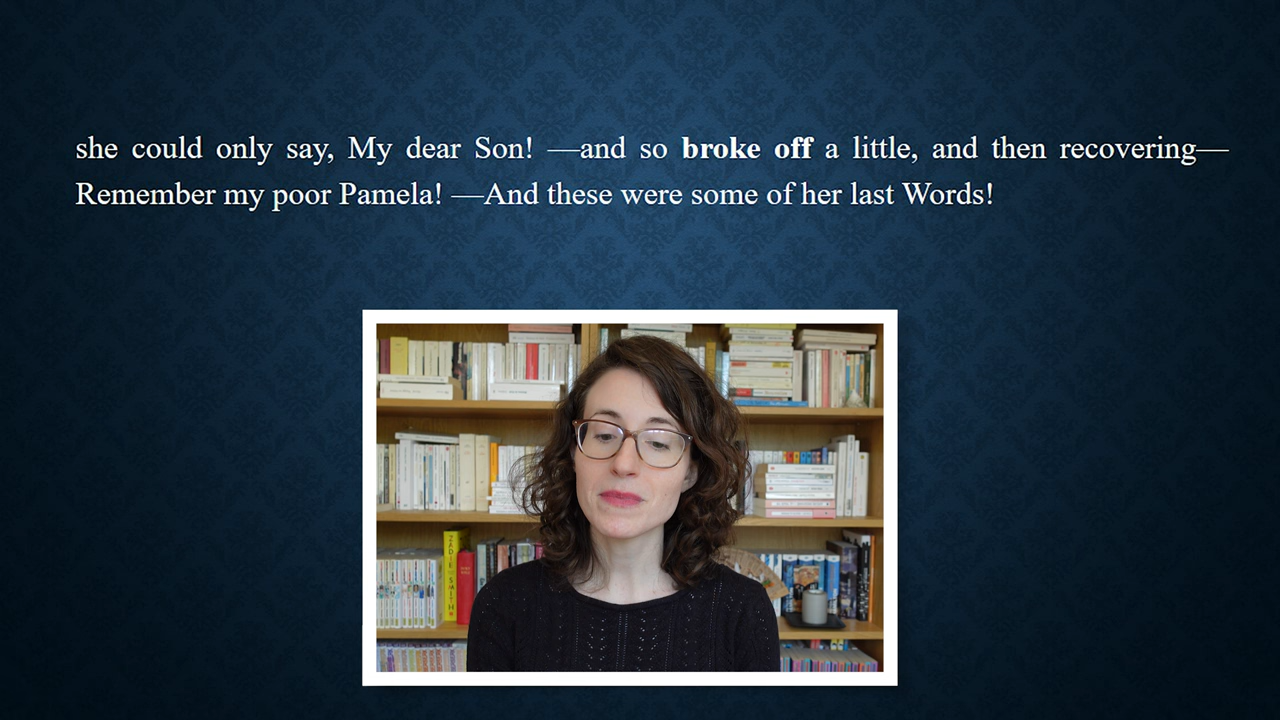 she could only say, My dear Son! —and so broke off a little, and then recovering—
Remember my poor Pamela! —And these were some of her last Words!
ZADIE SMITH